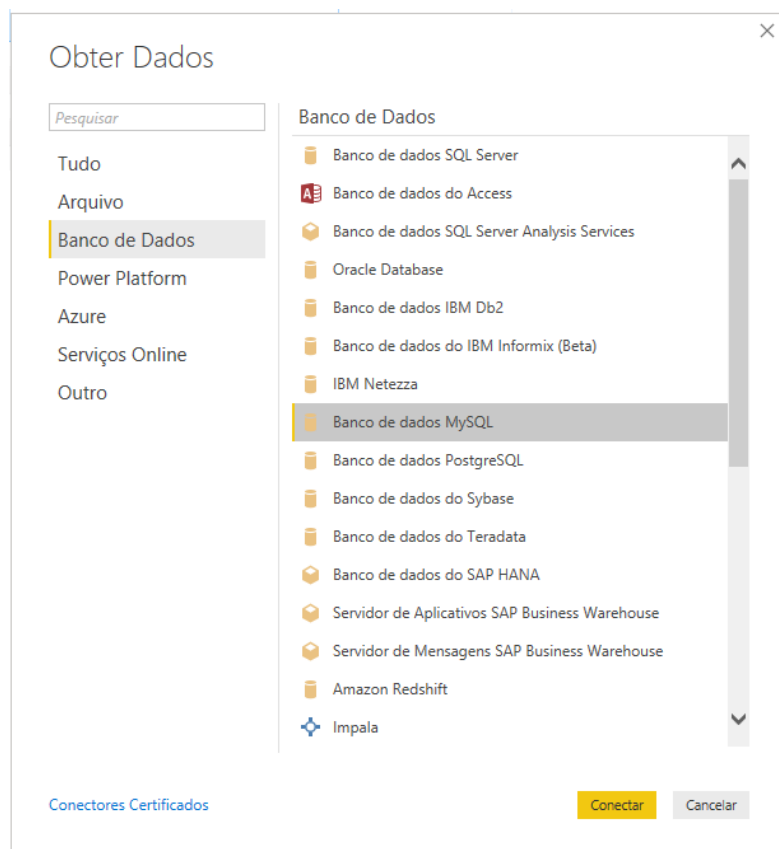 Obter Dados
Pesquisar
Tudo
Arquivo
Banco de Dados
Power Platform
Azure
Serviços Online
Outro
Banco de Dados
Banco de dados SQL Server
Banco de dados do Access
Banco de dados SQL Server Analysis Services
Oracle Database
Banco de dados IBM Db2
Banco de dados do IBM Informix (Beta)
IBM Netezza
Banco de dados MySQL
Banco de dados PostgreSQL
Banco de dados do Sybase
Banco de dados do Teradata
Banco de dados do SAP HANA
Servidor de Aplicativos SAP Business Warehouse
Servidor de Mensagens SAP Business Warehouse
Amazon Redshift
Impala
Conectores Certificados
Conectar
Cancelar